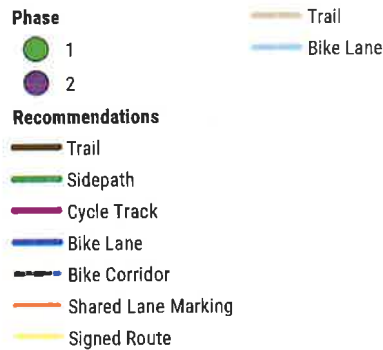 Phase
1
2
Recommendations
Trail
Sidepath
Cycle Track
Bike Lane
Bike Corridor
Shared Lane Marking
Signed Route
Trail
Bike Lane